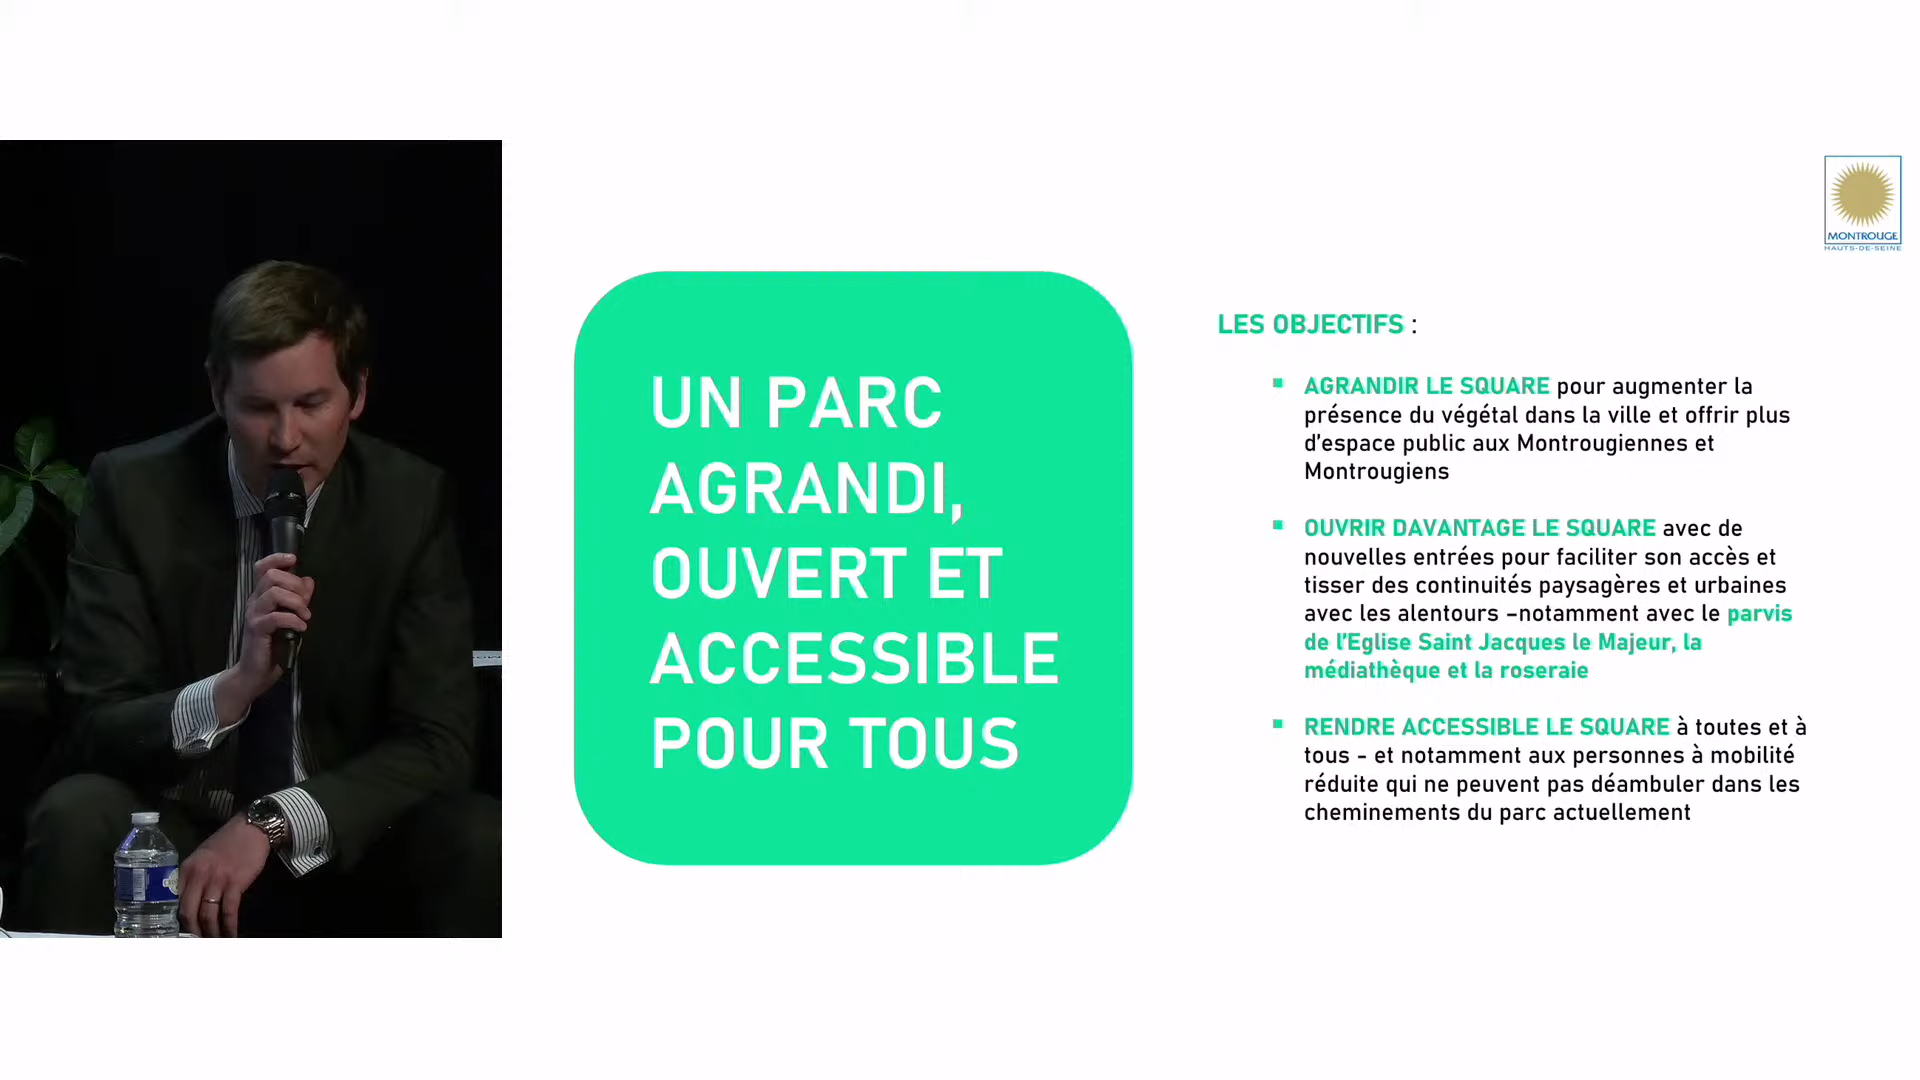 MONTROUGE
HAUTS-DE-SEINE
UN PARC
AGRANDI,
OUVERT ET
ACCESSIBLE
POUR TOUS
LES OBJECTIFS :
▪ AGRANDIR LE SQUARE pour augmenter la
présence du végétal dans la ville et offrir plus
d'espace public aux Montrougiennes et
Montrougiens
▪ OUVRIR DAVANTAGE LE SQUARE avec de
nouvelles entrées pour faciliter son accès et
tisser des continuités paysagères et urbaines
avec les alentours –notamment avec le parvis
de l'Eglise Saint Jacques le Majeur, la
médiathèque et la roseraie
▪ RENDRE ACCESSIBLE LE SQUARE à toutes et à
tous - et notamment aux personnes à mobilité
réduite qui ne peuvent pas déambuler dans les
cheminements du parc actuellement